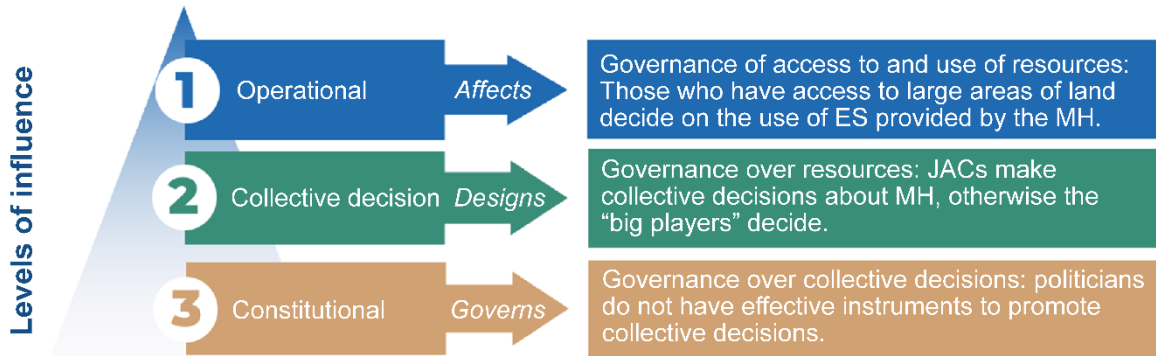 Levels of influence
1
Operational
Affects
Governance of access to and use of resources:
Those who have access to large areas of land
decide on the use of ES provided by the MH.
2
Collective decision
Designs
Governance over resources: JACs make
collective decisions about MH, otherwise the
“big players” decide.
3
Constitutional
Governs
Governance over collective decisions: politicians
do not have effective instruments to promote
collective decisions.